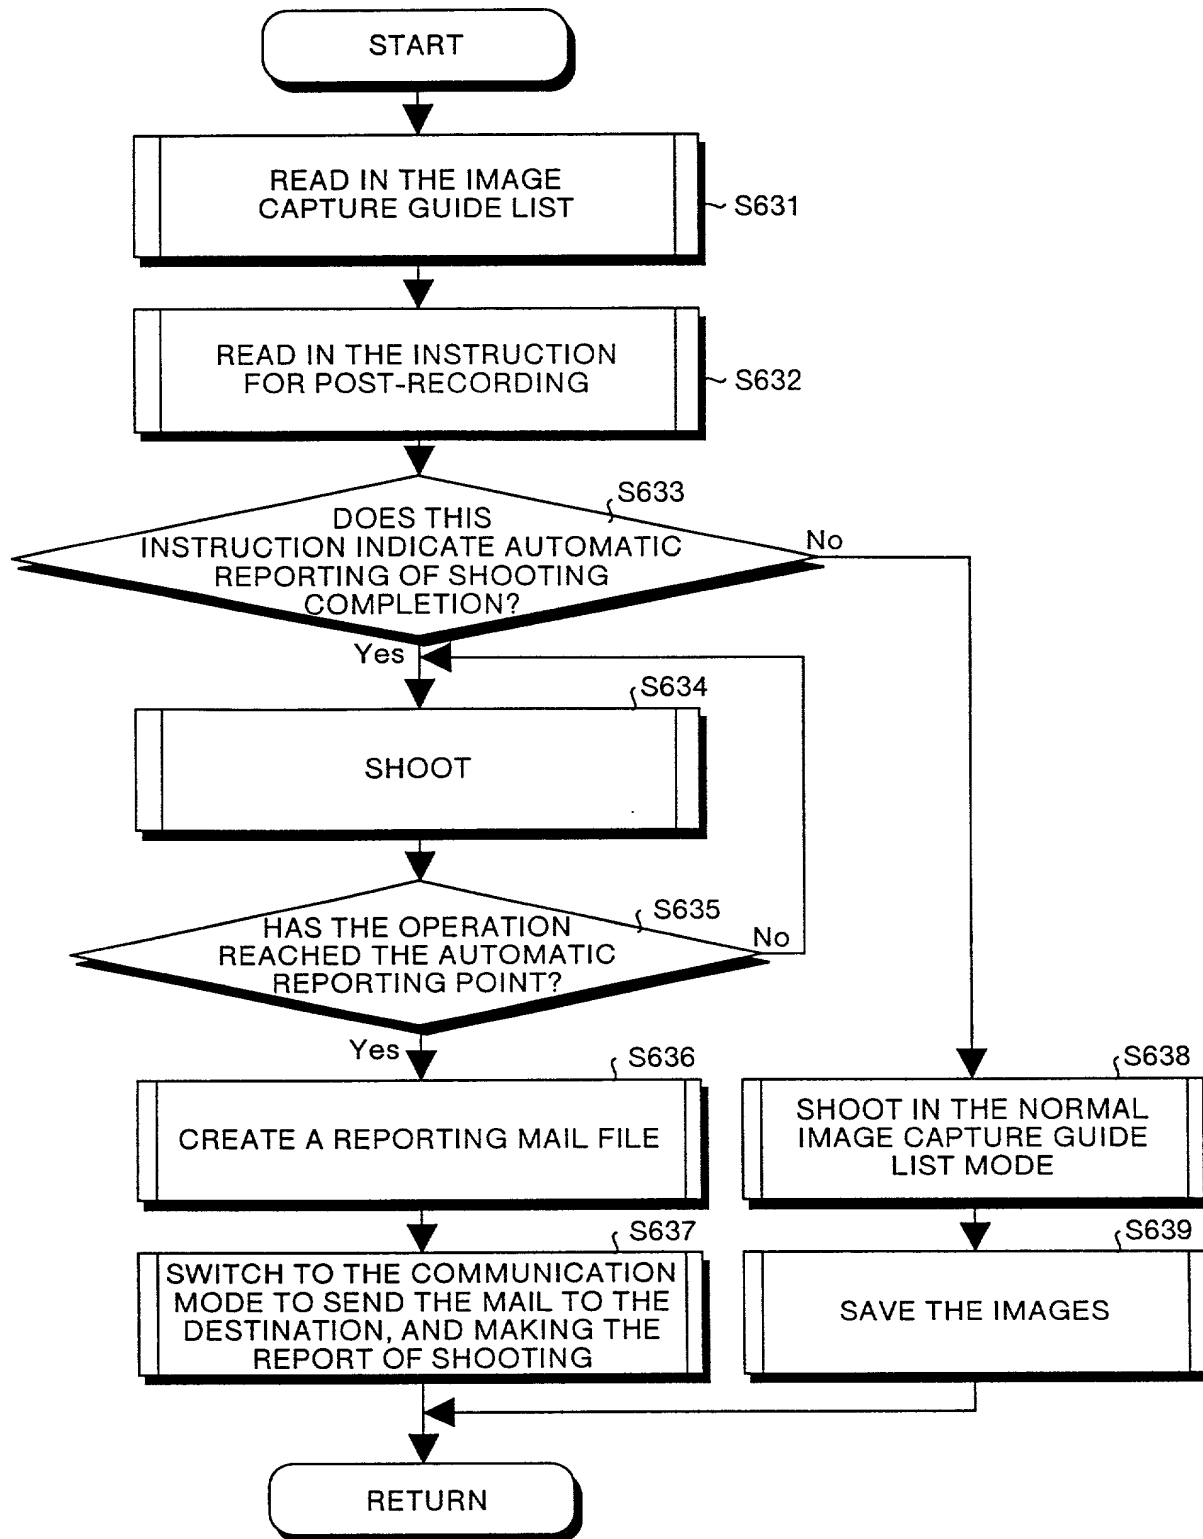 START
READ IN THE IMAGE
CAPTURE GUIDE LIST
S631
READ IN THE INSTRUCTION
FOR POST-RECORDING
S632
S633
DOES THIS
INSTRUCTION INDICATE AUTOMATIC
REPORTING OF SHOOTING
COMPLETION?
No
Yes
S634
SHOOT
S635
HAS THE OPERATION
REACHED THE AUTOMATIC
REPORTING POINT?
No
Yes
S636
CREATE A REPORTING MAIL FILE
S637
SWITCH TO THE COMMUNICATION
MODE TO SEND THE MAIL TO THE
DESTINATION, AND MAKING THE
REPORT OF SHOOTING
S638
SHOOT IN THE NORMAL
IMAGE CAPTURE GUIDE
LIST MODE
S639
SAVE THE IMAGES
RETURN